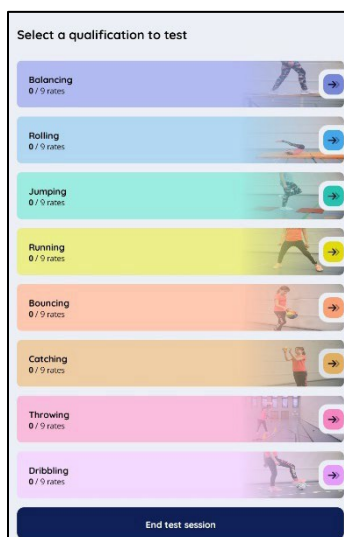 Select a qualification to test
Balancing
0 / 9 rates
Rolling
0 / 9 rates
Jumping
0 / 9 rates
Running
0 / 9 rates
Bouncing
0 / 9 rates
Catching
0 / 9 rates
Throwing
0 / 9 rates
Dribbling
0 / 9 rates
End test session